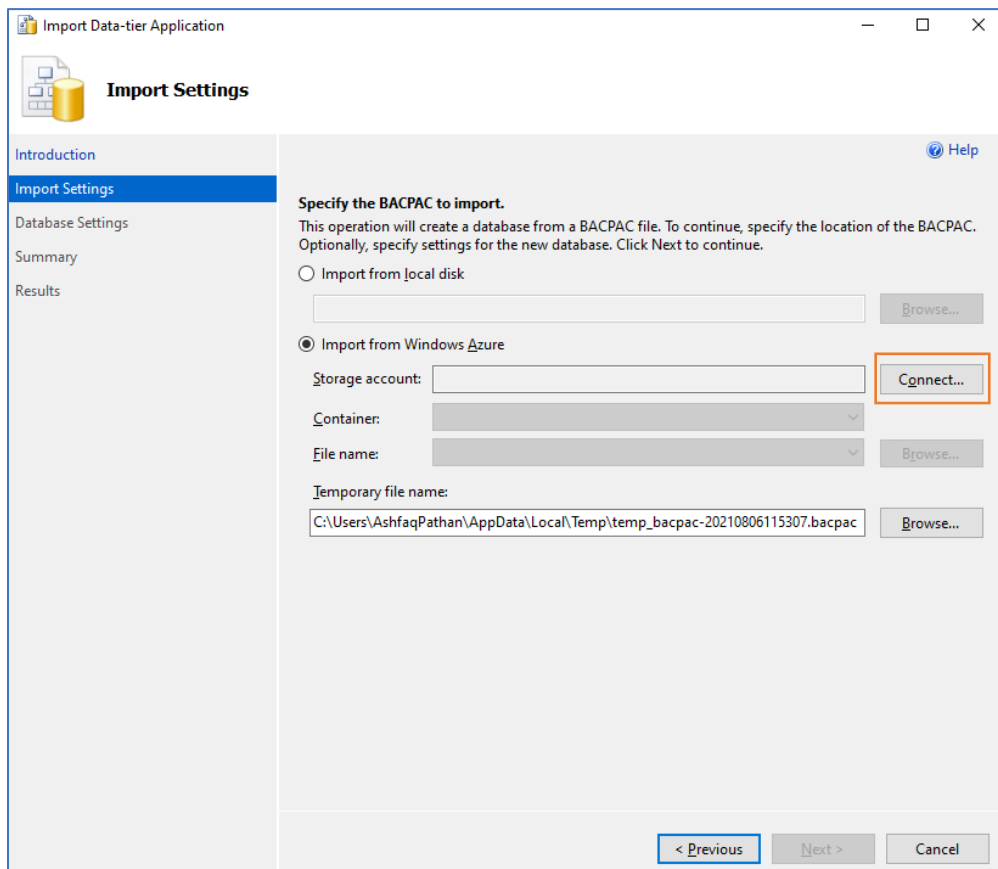 Import Data-tier Application
Import Settings
Introduction
Import Settings
Database Settings
Summary
Results
Help
Specify the BACPAC to import.
This operation will create a database from a BACPAC file. To continue, specify the location of the BACPAC.
Optionally, specify settings for the new database. Click Next to continue.
Import from local disk
Browse...
Import from Windows Azure
Storage account:
Connect...
Container:
File name:
Browse...
Temporary file name:
C:\Users\AshfaqPathan\AppData\Local\Temp\temp_bacpac-20210806115307.bacpac
Browse...
< Previous
Next >
Cancel